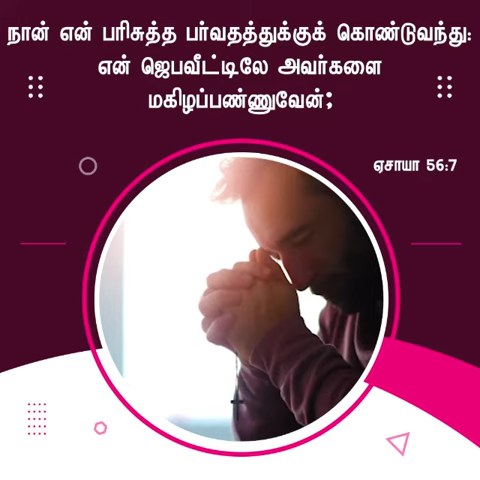 நான் என் பரிசுத்த பர்வதத்துக்குக் கொண்டுவந்து:
என் ஜெபவீட்டிலே அவர்களை
மகிழப்பண்ணுவேன்;
ஏசாயா 56:7